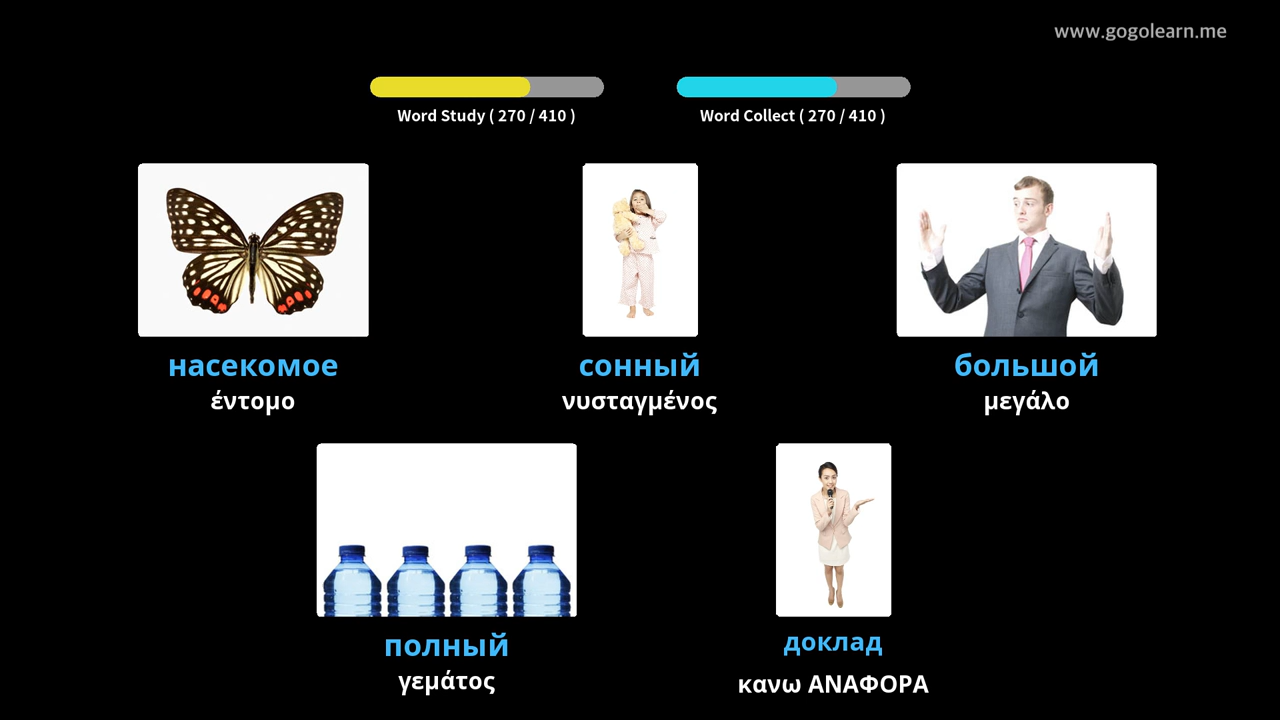 www.gogolearn.me
Word Study ( 270 / 410 )
Word Collect ( 270 / 410 )
насекомое
έντομο
сонный
νυσταγμένος
большой
μεγάλο
полный
γεμάτος
доклад
κανω ΑΝΑΦΟΡΑ